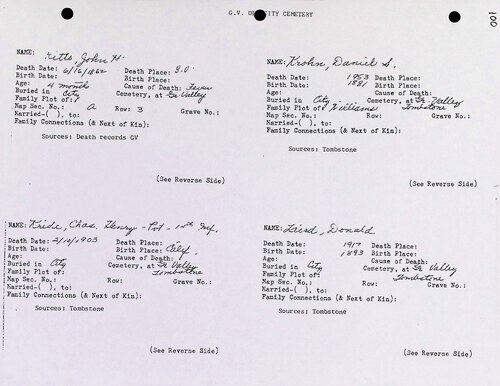 G.V. OLD CITY CEMETERY
100
NAME: Kitts, John H.
Death Date: 6/16/1862 Death Place: G.V.
Birth Date: Birth Place:
Age: 4 months Cause of Death: Fever
Buried in City Cemetery, at Gr. Valley
Family Plot of:
Map Sec. No.: A Row: 3 Grave No.:
Married-( ), to:
Family Connections (& Next of Kin):
Sources: Death records GV
(See Reverse Side)
NAME: Krohn, Daniel S.
Death Date: 1953 Death Place:
Birth Date: 1881 Birth Place:
Age: Cause of Death:
Buried in City Cemetery, at Gr. Valley
Family Plot of: Williams Tombstone
Map Sec. No.: Row: Grave No.:
Married-( ), to:
Family Connections (& Next of Kin):
Sources: Tombstone
(See Reverse Side)
NAME: Kride, Chas. Henry - Pvt - Inf.
Death Date: 2/10/1903 Death Place:
Birth Date: Birth Place: Calif.
Age: Cause of Death:
Buried in City Cemetery, at Gr. Valley
Family Plot of: Tombstone
Map Sec. No.: Row: Grave No.:
Married-( ), to:
Family Connections (& Next of Kin):
Sources: Tombstone
(See Reverse Side)
NAME: Laird, Donald
Death Date: 1917 Death Place:
Birth Date: 1893 Birth Place:
Age: Cause of Death:
Buried in City Cemetery, at Gr. Valley
Family Plot of: Tombstone
Map Sec. No.: Row: Grave No.:
Married-( ), to:
Family Connections (& Next of Kin):
Sources: Tombstone
(See Reverse Side)